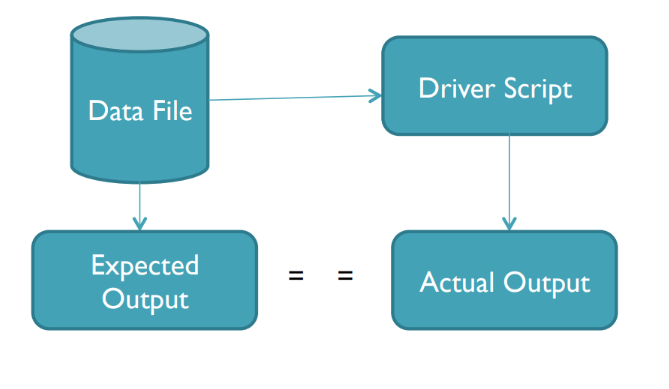 Data File
Driver Script
Expected
Output
= =
Actual Output